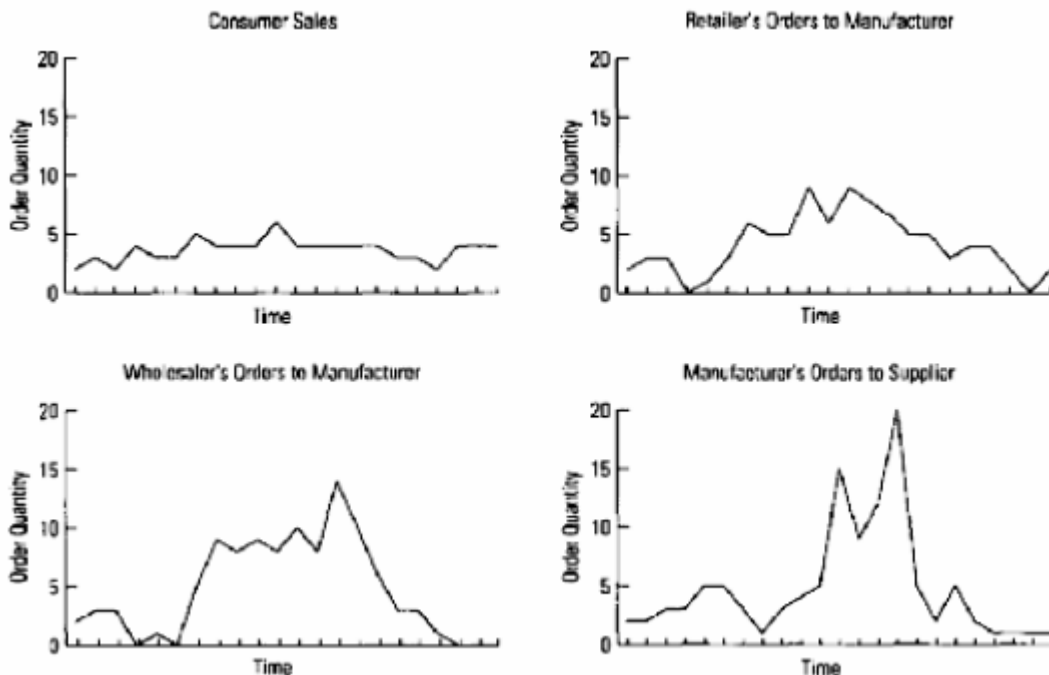 Consumer Sales
20
15
10
5
0
Order Quantity
Time
Retailer's Orders to Manufacturer
20
15
10
5
0
Order Quantity
Time
Wholesaler's Orders to Manufacturer
20
15
10
5
0
Order Quantity
Time
Manufacturer's Orders to Supplier
20
15
10
5
0
Order Quantity
Time